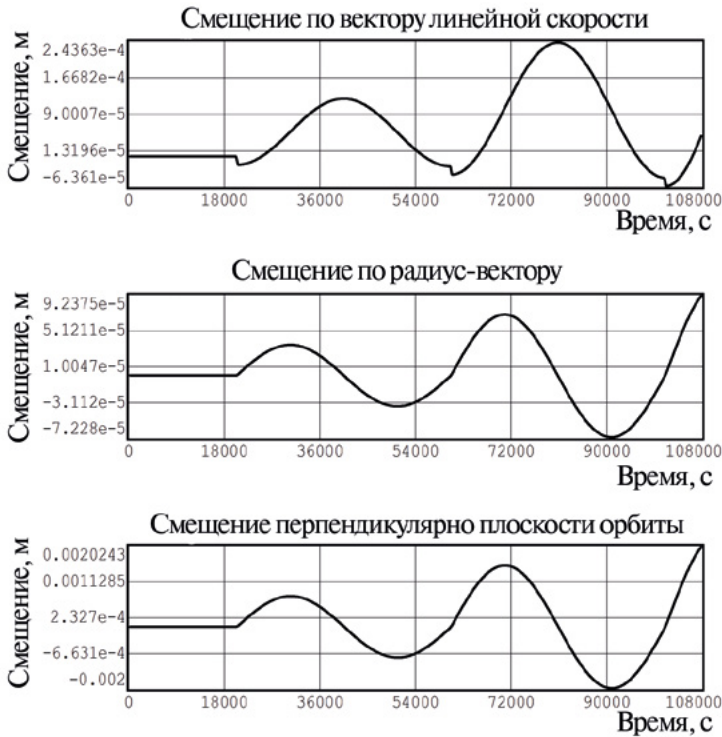 Смещение по вектору линейной скорости
Смещение, м
2.4363e-4
1.6682e-4
9.0007e-5
1.3196e-5
-6.361e-5
0 18000 36000 54000 72000 90000 108000
Время, с
Смещение по радиус-вектору
Смещение, м
9.2375e-5
5.1211e-5
1.0047e-5
-3.112e-5
-7.228e-5
0 18000 36000 54000 72000 90000 108000
Время, с
Смещение перпендикулярно плоскости орбиты
Смещение, м
0.0020243
0.0011285
2.327e-4
-6.631e-4
-0.002
0 18000 36000 54000 72000 90000 108000
Время, с